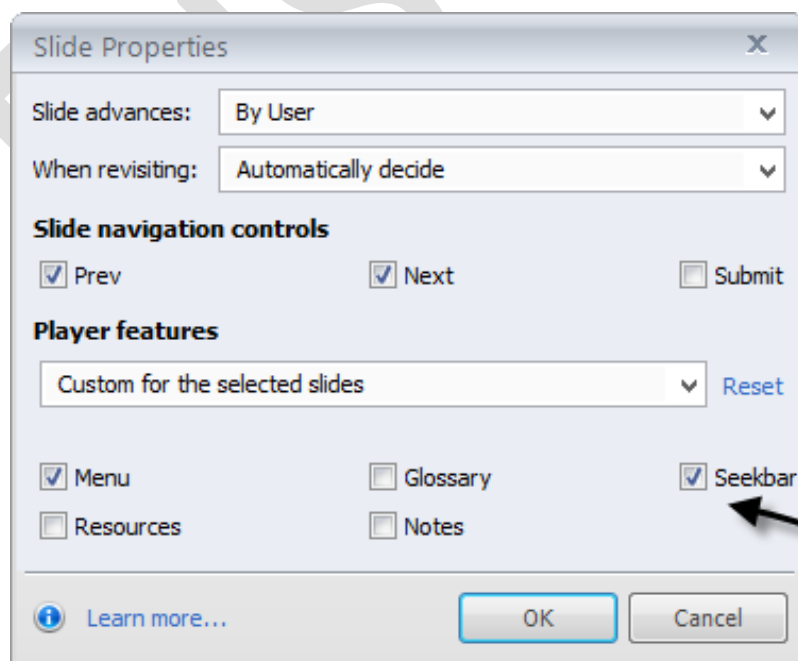 Slide Properties
Slide advances: By User
When revisiting: Automatically decide
Slide navigation controls
Prev Next Submit
Player features
Custom for the selected slides Reset
Menu Glossary Seekbar
Resources Notes
Learn more... OK Cancel